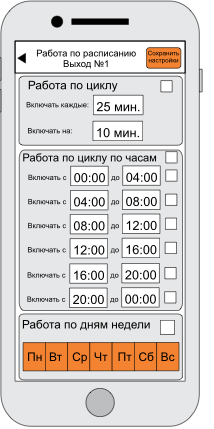 Работа по расписанию
Выход №1
Сохранить
настройки
Работа по циклу
Включать каждые: 25 мин.
Включать на: 10 мин.
Работа по циклу по часам
Включать с 00:00 до 04:00
Включать с 04:00 до 08:00
Включать с 08:00 до 12:00
Включать с 12:00 до 16:00
Включать с 16:00 до 20:00
Включать с 20:00 до 00:00
Работа по дням недели
Пн Вт Ср Чт Пт Сб Вс